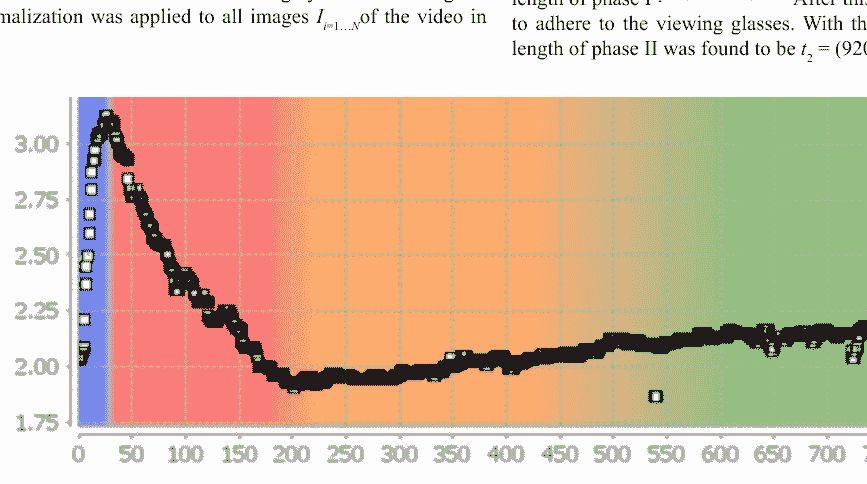 malization was applied to all images I i=1…N of the video in
to adhere to the viewing glasses. With th
length of phase II was found to be t2 = (920
3.00
2.75
2.50
2.25
2.00
1.75
0 50 100 150 200 250 300 350 400 450 500 550 600 650 700